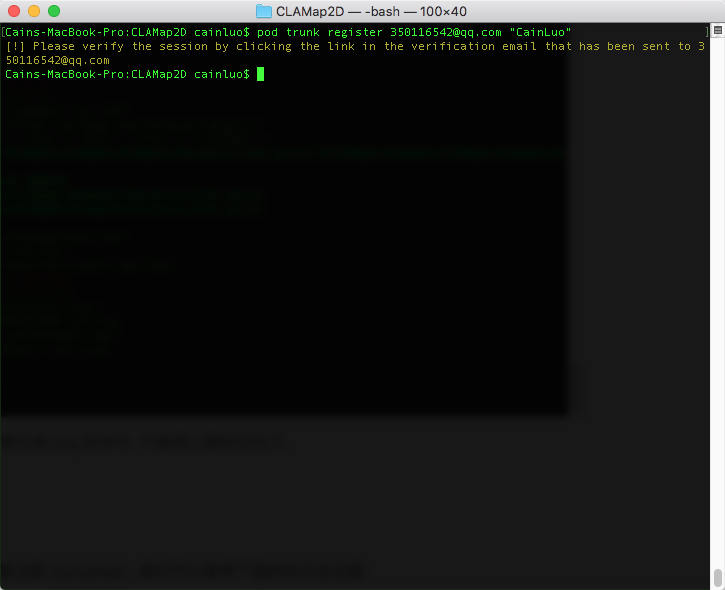 CLAMap2D — -bash — 100×40
[Cains-MacBook-Pro:CLAMap2D cainluo$ pod trunk register 350116542@qq.com "CainLuo" ]
[!] Please verify the session by clicking the link in the verification email that has been sent to 3
50116542@qq.com
Cains-MacBook-Pro:CLAMap2D cainluo$